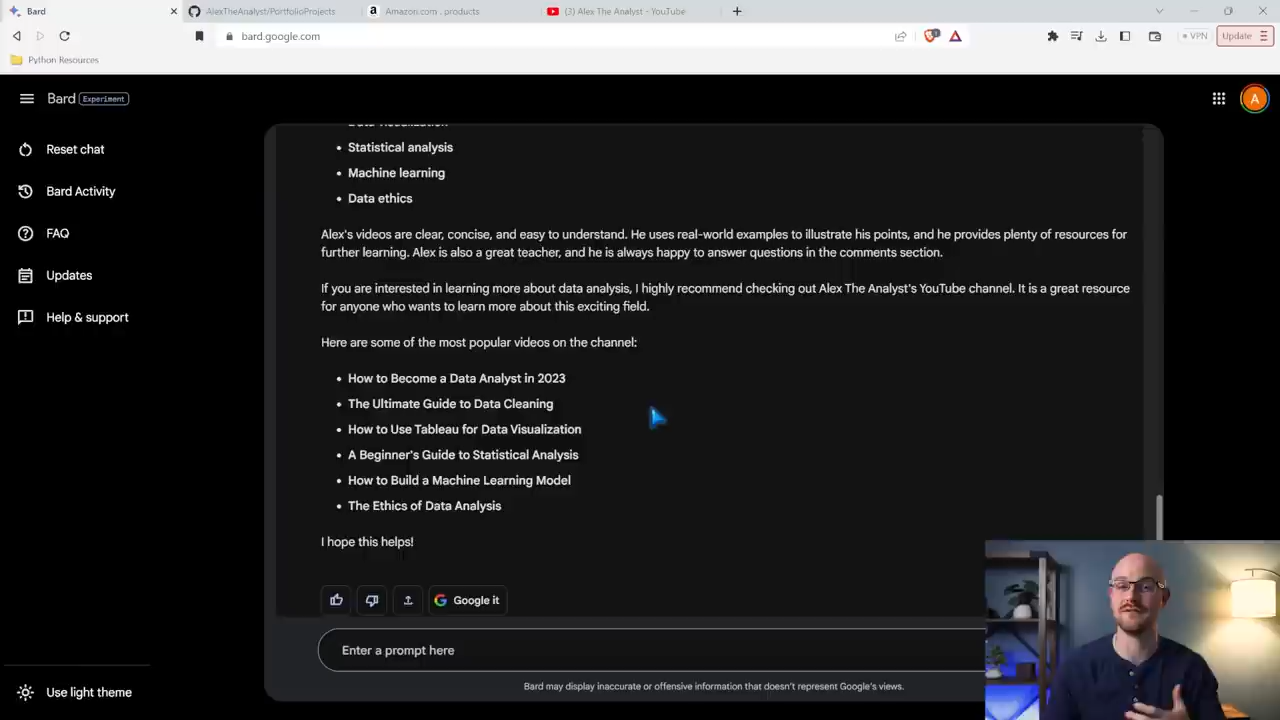 Bard
AlexTheAnalyst/PortfolioProjects
Amazon.com . products
Alex The Analyst - YouTube
bard.google.com
VPN
Update
Python Resources
Bard Experiment
A
Reset chat
Bard Activity
FAQ
Updates
Help & support
• Statistical analysis
• Machine learning
• Data ethics
Alex's videos are clear, concise, and easy to understand. He uses real-world examples to illustrate his points, and he provides plenty of resources for
further learning. Alex is also a great teacher, and he is always happy to answer questions in the comments section.
If you are interested in learning more about data analysis, I highly recommend checking out Alex The Analyst's YouTube channel. It is a great resource
for anyone who wants to learn more about this exciting field.
Here are some of the most popular videos on the channel:
• How to Become a Data Analyst in 2023
• The Ultimate Guide to Data Cleaning
• How to Use Tableau for Data Visualization
• A Beginner's Guide to Statistical Analysis
• How to Build a Machine Learning Model
• The Ethics of Data Analysis
I hope this helps!
Google it
Enter a prompt here
Bard may display inaccurate or offensive information that doesn't represent Google's views.
Use light theme